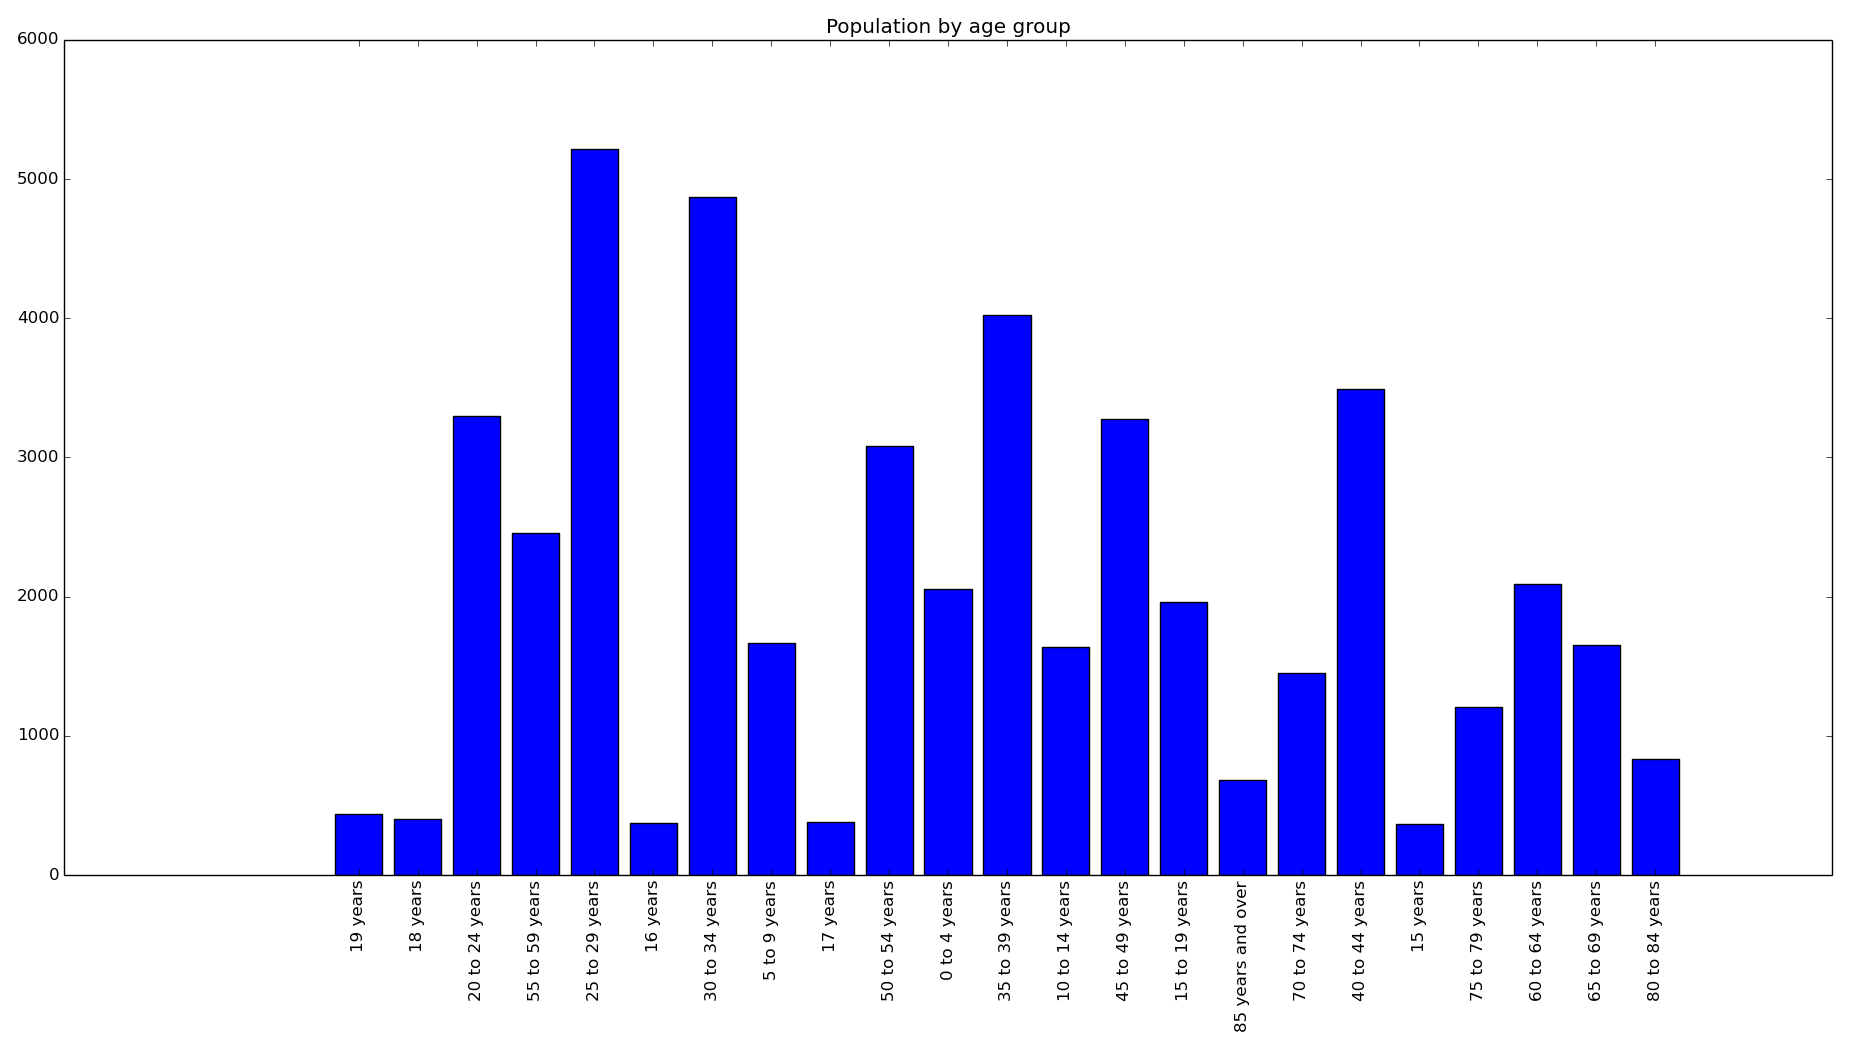 Population by age group
6000
5000
4000
3000
2000
1000
0
19 years
18 years
20 to 24 years
55 to 59 years
25 to 29 years
16 years
30 to 34 years
5 to 9 years
17 years
50 to 54 years
0 to 4 years
35 to 39 years
10 to 14 years
45 to 49 years
15 to 19 years
85 years and over
70 to 74 years
40 to 44 years
15 years
75 to 79 years
60 to 64 years
65 to 69 years
80 to 84 years